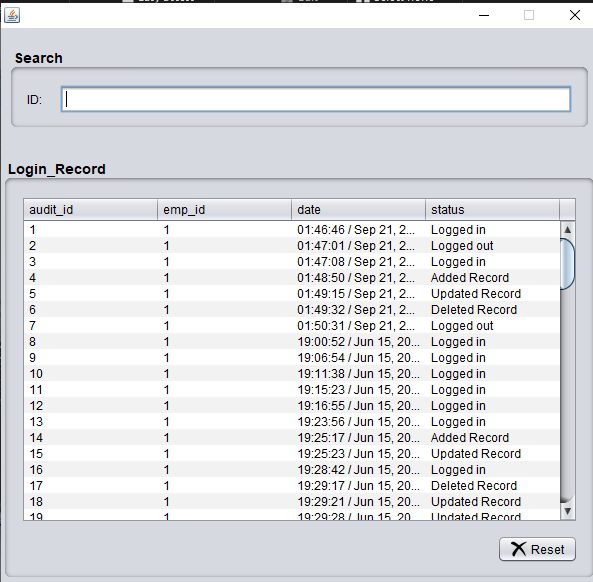 Search
ID:
Login_Record
audit_id emp_id date status
1 1 01:46:46 / Sep 21, 2... Logged in
2 1 01:47:01 / Sep 21, 2... Logged out
3 1 01:47:08 / Sep 21, 2... Logged in
4 1 01:48:50 / Sep 21, 2... Added Record
5 1 01:49:15 / Sep 21, 2... Updated Record
6 1 01:49:32 / Sep 21, 2... Deleted Record
7 1 01:50:31 / Sep 21, 2... Logged out
8 1 19:00:52 / Jun 15, 20... Logged in
9 1 19:06:54 / Jun 15, 20... Logged in
10 1 19:11:38 / Jun 15, 20... Logged in
11 1 19:15:23 / Jun 15, 20... Logged in
12 1 19:16:55 / Jun 15, 20... Logged in
13 1 19:23:56 / Jun 15, 20... Logged in
14 1 19:25:17 / Jun 15, 20... Added Record
15 1 19:25:23 / Jun 15, 20... Updated Record
16 1 19:28:42 / Jun 15, 20... Logged in
17 1 19:29:17 / Jun 15, 20... Deleted Record
18 1 19:29:21 / Jun 15, 20... Updated Record
19 1 19:29:28 / Jun 15, 20... Updated Record
Reset